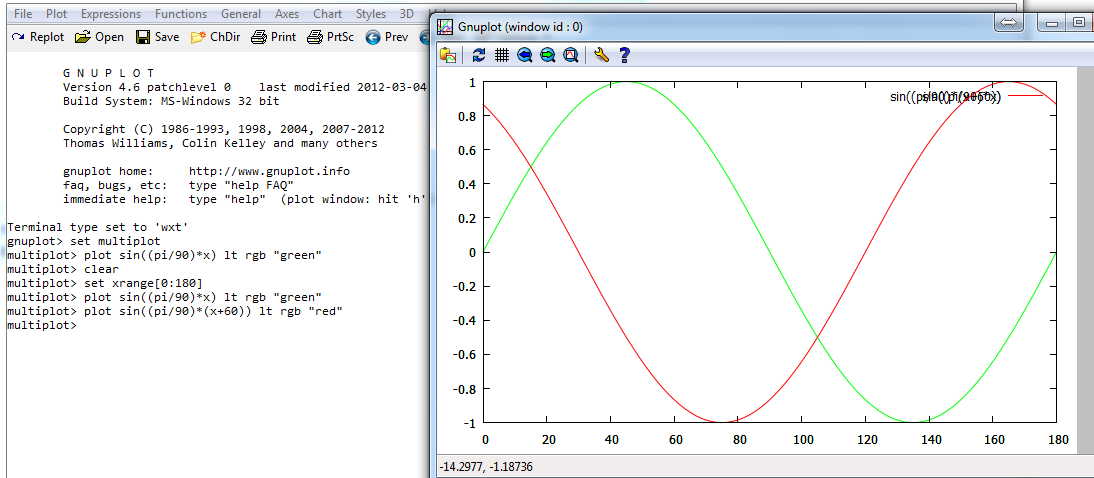 File Plot Expressions Functions General Axes Chart Styles 3D
Replot Open Save ChDir Print PrtSc Prev
G N U P L O T
Version 4.6 patchlevel 0    last modified 2012-03-04
Build System: MS-Windows 32 bit
Copyright (C) 1986-1993, 1998, 2004, 2007-2012
Thomas Williams, Colin Kelley and many others
gnuplot home:     http://www.gnuplot.info
faq, bugs, etc:   type "help FAQ"
immediate help:   type "help"  (plot window: hit 'h'
Terminal type set to 'wxt'
gnuplot> set multiplot
multiplot> plot sin((pi/90)*x) lt rgb "green"
multiplot> clear
multiplot> set xrange[0:180]
multiplot> plot sin((pi/90)*x) lt rgb "green"
multiplot> plot sin((pi/90)*(x+60)) lt rgb "red"
multiplot>
Gnuplot (window id : 0)
1
0.8
0.6
0.4
0.2
0
-0.2
-0.4
-0.6
-0.8
-1
0 20 40 60 80 100 120 140 160 180
-14.2977, -1.18736